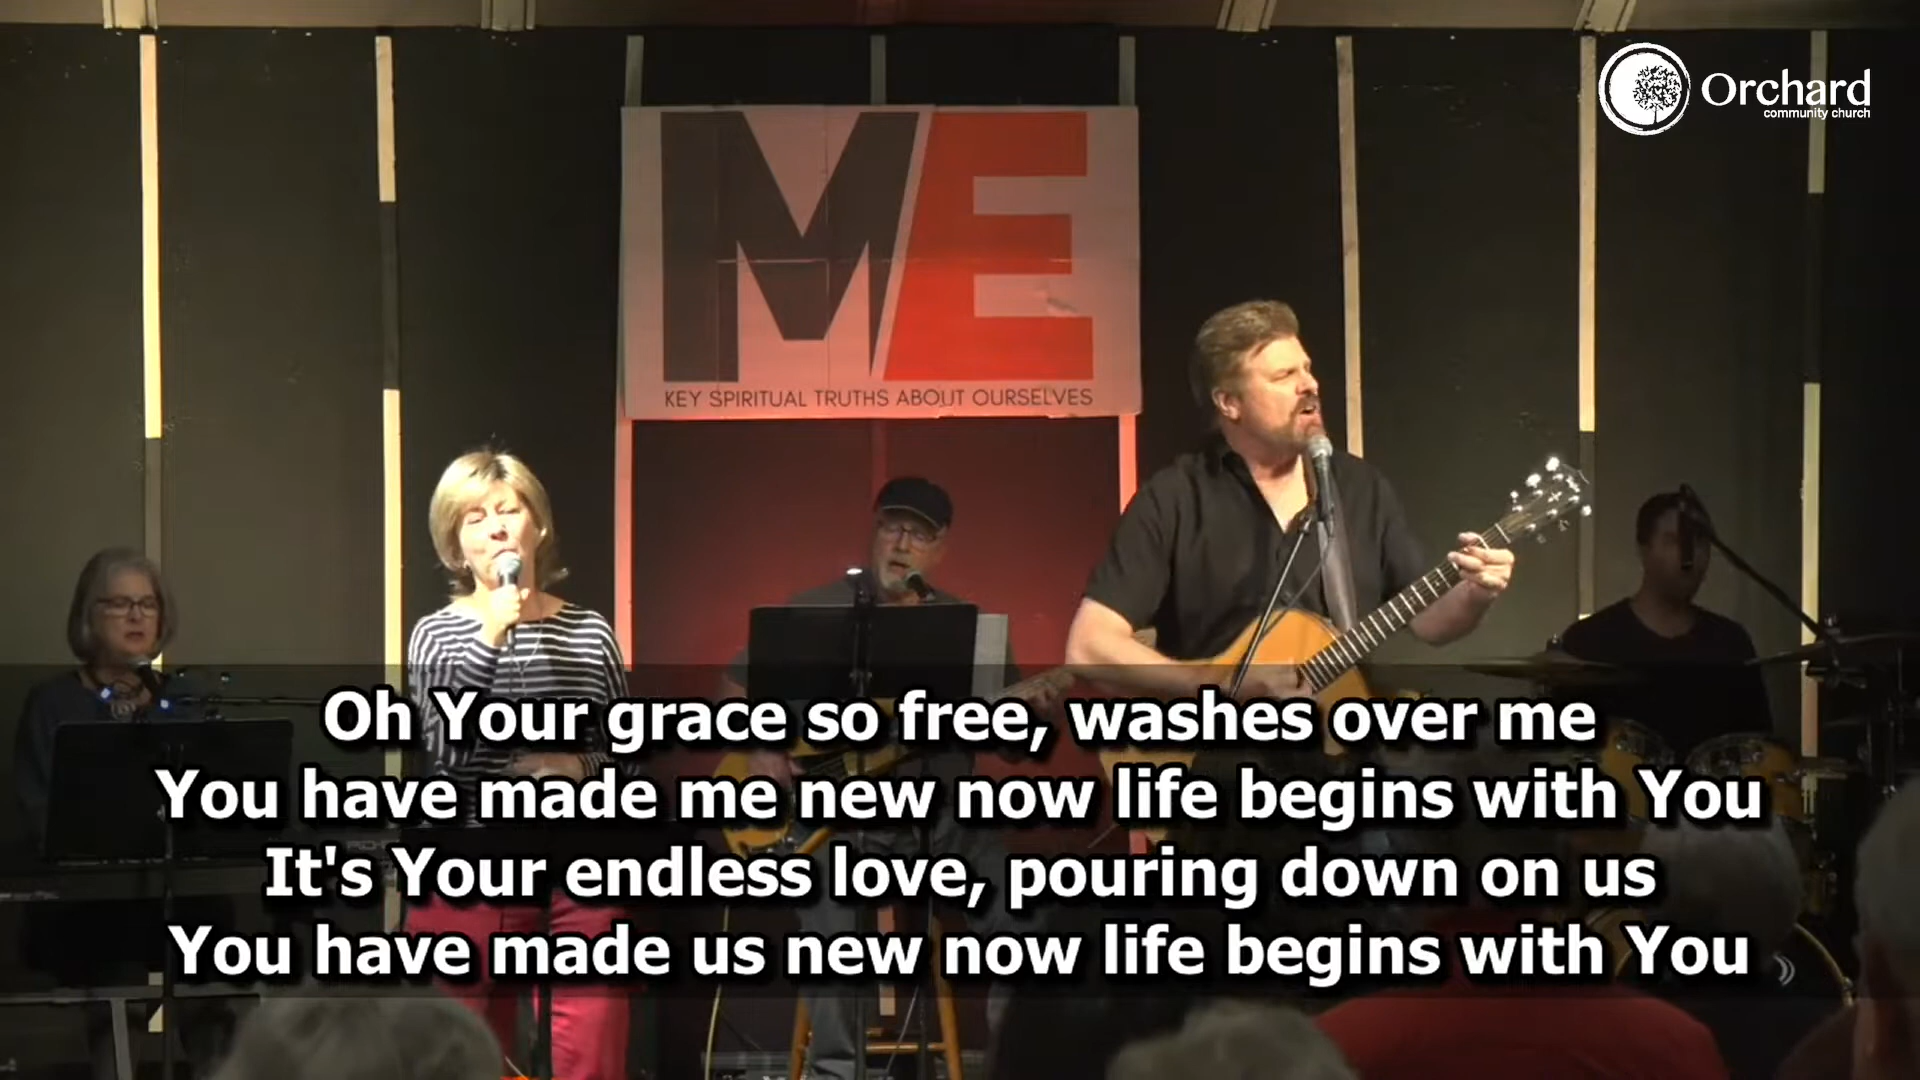 Orchard
community church
ME
KEY SPIRITUAL TRUTHS ABOUT OURSELVES
Oh Your grace so free, washes over me
You have made me new now life begins with You
It's Your endless love, pouring down on us
You have made us new now life begins with You